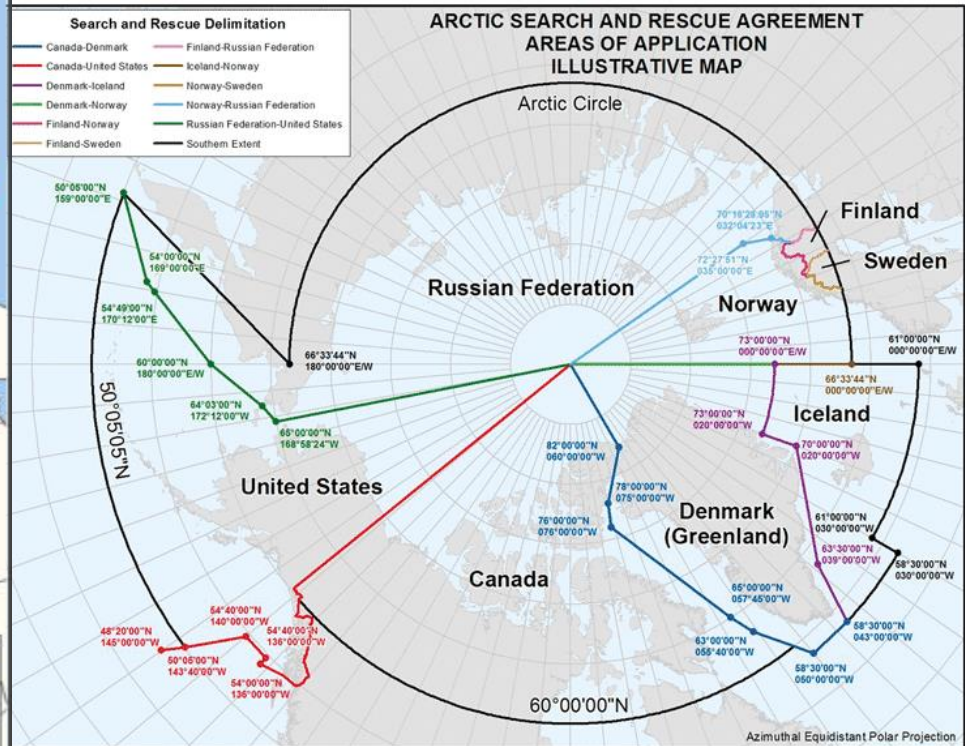 Search and Rescue Delimitation
Canada-Denmark
Canada-United States
Denmark-Iceland
Denmark-Norway
Finland-Norway
Finland-Sweden
Finland-Russian Federation
Iceland-Norway
Norway-Sweden
Norway-Russian Federation
Russian Federation-United States
Southern Extent
ARCTIC SEARCH AND RESCUE AGREEMENT
AREAS OF APPLICATION
ILLUSTRATIVE MAP
Arctic Circle
50°05'00"N
159°00'00"E
54°00'00"N
169°00'00"E
54°49'00"N
170°12'00"E
60°00'00"N
180°00'00"E/W
64°03'00"N
172°12'00"W
65°00'00"N
168°58'24"W
66°33'44"N
180°00'00"E/W
50°05'05"N
Russian Federation
70°16'28.95"N
032°04'23"E
72°27'51"N
035°00'00"E
Finland
Sweden
Norway
73°00'00"N
000°00'00"E/W
61°00'00"N
000°00'00"E/W
66°33'44"N
000°00'00"E/W
Iceland
73°00'00"N
020°00'00"W
70°00'00"N
020°00'00"W
82°00'00"N
060°00'00"W
78°00'00"N
075°00'00"W
76°00'00"N
076°00'00"W
United States
Canada
Denmark
(Greenland)
61°00'00"N
030°00'00"W
58°30'00"N
030°00'00"W
63°30'00"N
039°00'00"W
65°00'00"N
057°45'00"W
63°00'00"N
055°40'00"W
58°30'00"N
043°00'00"W
58°30'00"N
050°00'00"W
54°40'00"N
140°00'00"W
54°40'00"N
136°00'00"W
48°20'00"N
145°00'00"W
50°05'00"N
143°40'00"W
54°00'00"N
136°00'00"W
60°00'00"N
Azimuthal Equidistant Polar Projection